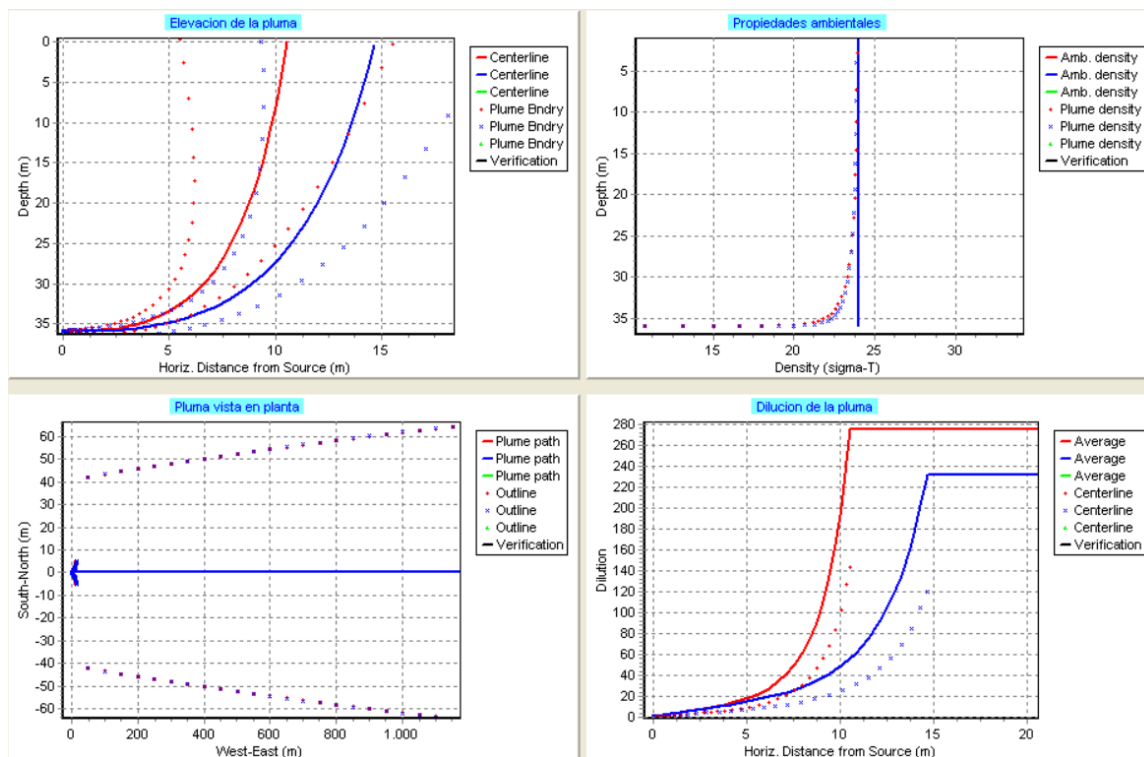 Elevacion de la pluma
0
5
10
15
20
25
30
35
Depth (m)
0
5
10
15
Horiz. Distance from Source (m)
Centerline
Centerline
Centerline
Plume Bndry
Plume Bndry
Plume Bndry
Verification
Propiedades ambientales
5
10
15
20
25
30
35
Depth (m)
15
20
25
30
Density (sigma-T)
Amb. density
Amb. density
Amb. density
Plume density
Plume density
Plume density
Verification
Pluma vista en planta
60
50
40
30
20
10
0
-10
-20
-30
-40
-50
-60
South-North (m)
0
200
400
600
800
1.000
West-East (m)
Plume path
Plume path
Plume path
Outline
Outline
Outline
Verification
Dilucion de la pluma
280
260
240
220
200
180
160
140
120
100
80
60
40
20
0
Dilution
0
5
10
15
20
Horiz. Distance from Source (m)
Average
Average
Average
Centerline
Centerline
Centerline
Verification